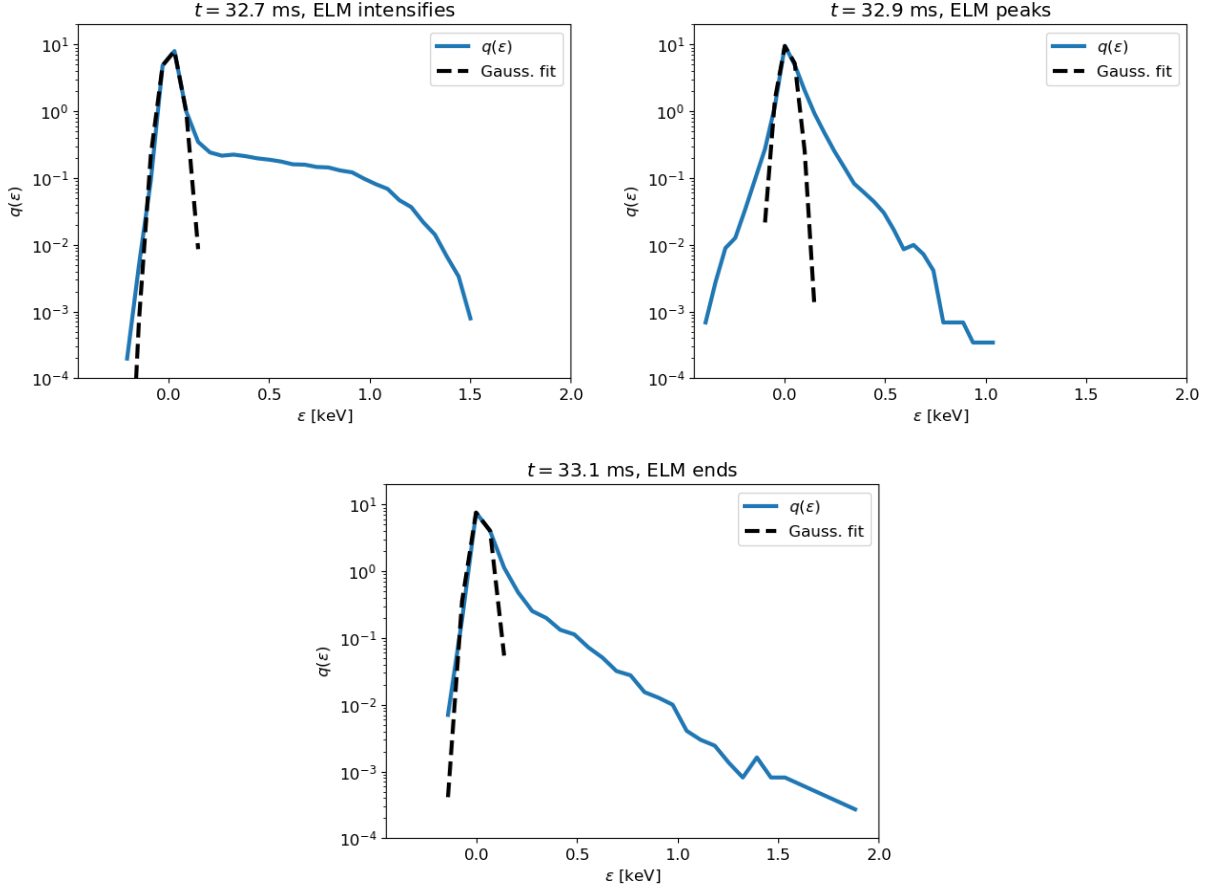 t = 32.7 ms, ELM intensifies
q(ε)
Gauss. fit
10¹
10⁰
10⁻¹
10⁻²
10⁻³
10⁻⁴
q(ε)
0.0 0.5 1.0 1.5 2.0
ε [keV]
t = 32.9 ms, ELM peaks
q(ε)
Gauss. fit
10¹
10⁰
10⁻¹
10⁻²
10⁻³
10⁻⁴
q(ε)
0.0 0.5 1.0 1.5 2.0
ε [keV]
t = 33.1 ms, ELM ends
q(ε)
Gauss. fit
10¹
10⁰
10⁻¹
10⁻²
10⁻³
10⁻⁴
q(ε)
0.0 0.5 1.0 1.5 2.0
ε [keV]